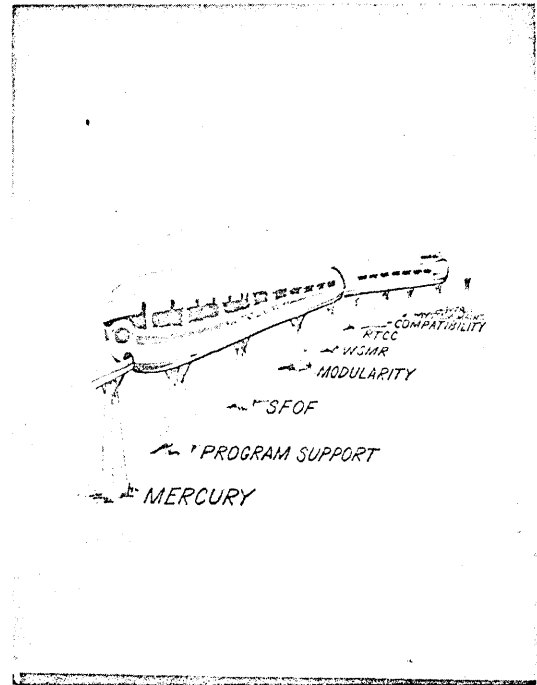 COMPATIBILITY
RTCC
WSMR
MODULARITY
SFOF
PROGRAM SUPPORT
MERCURY